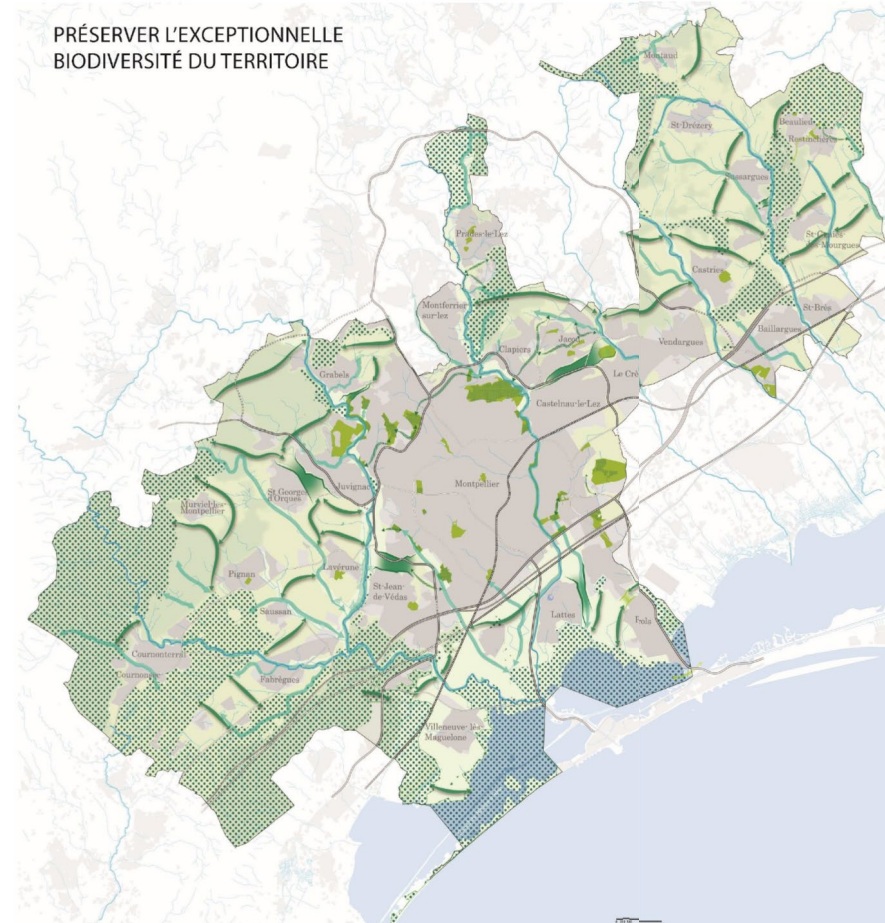 PRÉSERVER L'EXCEPTIONNELLE
BIODIVERSITÉ DU TERRITOIRE
Montaud
St-Drézéry
Beaulieu
Restinclières
Sussargues
St-Geniès
des Mourgues
Prades-le-Lez
Castries
Montferrier
sur-lez
St-Brès
Baillargues
Clapiers
Jacou
Vendargues
Le Crè
Grabels
Castelnau-le-Lez
Juvignac
Montpellier
St Georges
d'Orques
Murviel-les-
Montpellier
Pignan
Lavérune
St-Jean-
de-Védas
Saussan
Lattes
Pérols
Cournonterral
Cournonsec
Fabrègues
Villeneuve-lès-
Maguelone